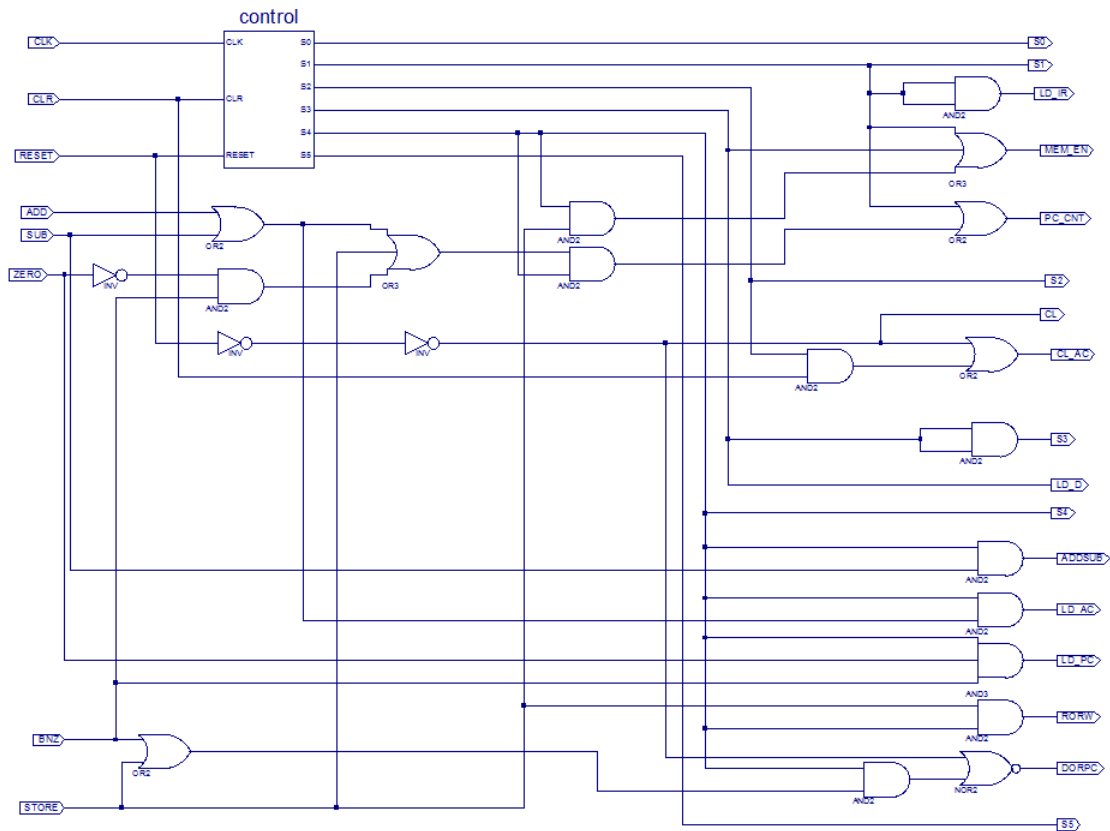 control
CLK CLK S0 S0
S1 S1
CLR CLR S2 LD_IR
S3 AND2
S4
RESET RESET S5 MEM_EN
OR3
ADD
SUB OR2 AND2 OR2 PC_CNT
ZERO INV AND2 OR3 AND2 S2
CL
INV INV AND2 OR2 CL_AC
AND2 S3
LD_D
S4
AND2 ADDSUB
AND2 LD_AC
LD_PC
AND3
AND2 RORW
BNZ
OR2 AND2 NOR2 DORPC
STORE
S5